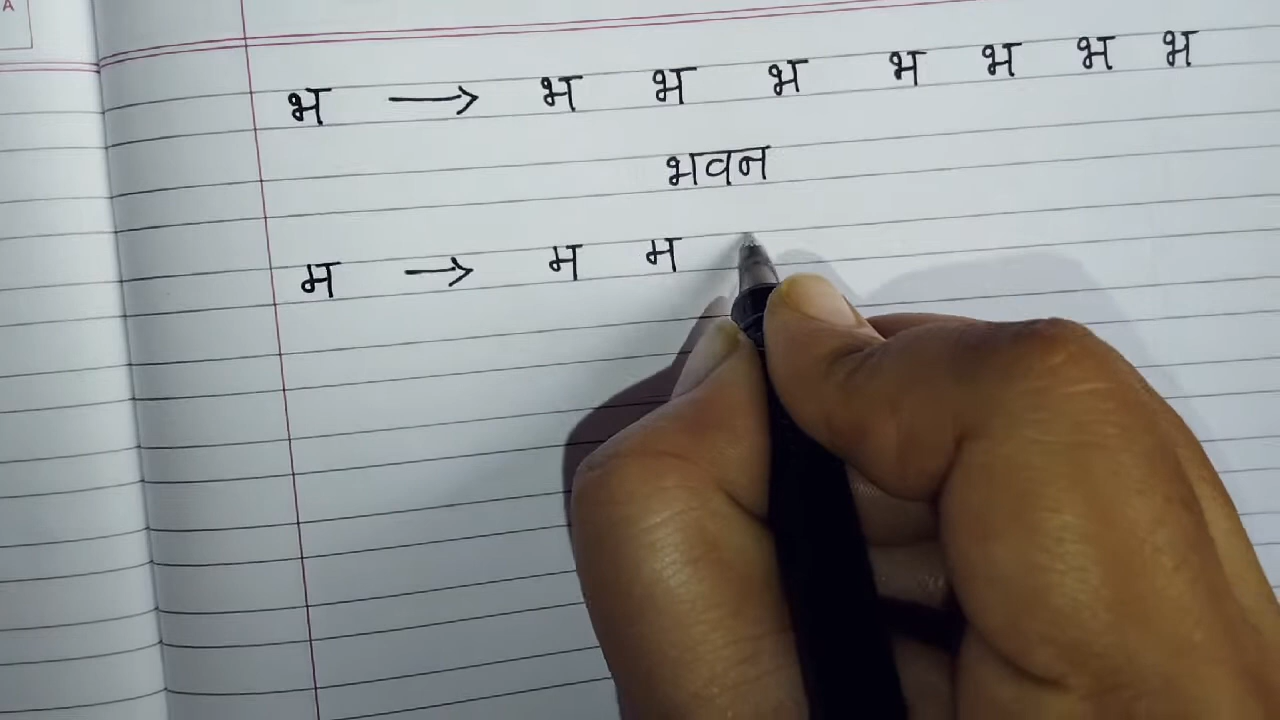 A
भ → भ भ भ भ भ भ भ
भवन
म → म म